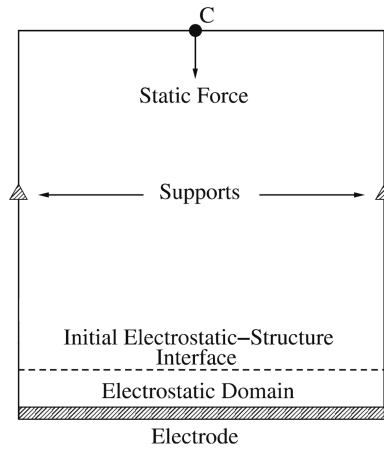 C
Static Force
Supports
Initial Electrostatic–Structure
Interface
Electrostatic Domain
Electrode